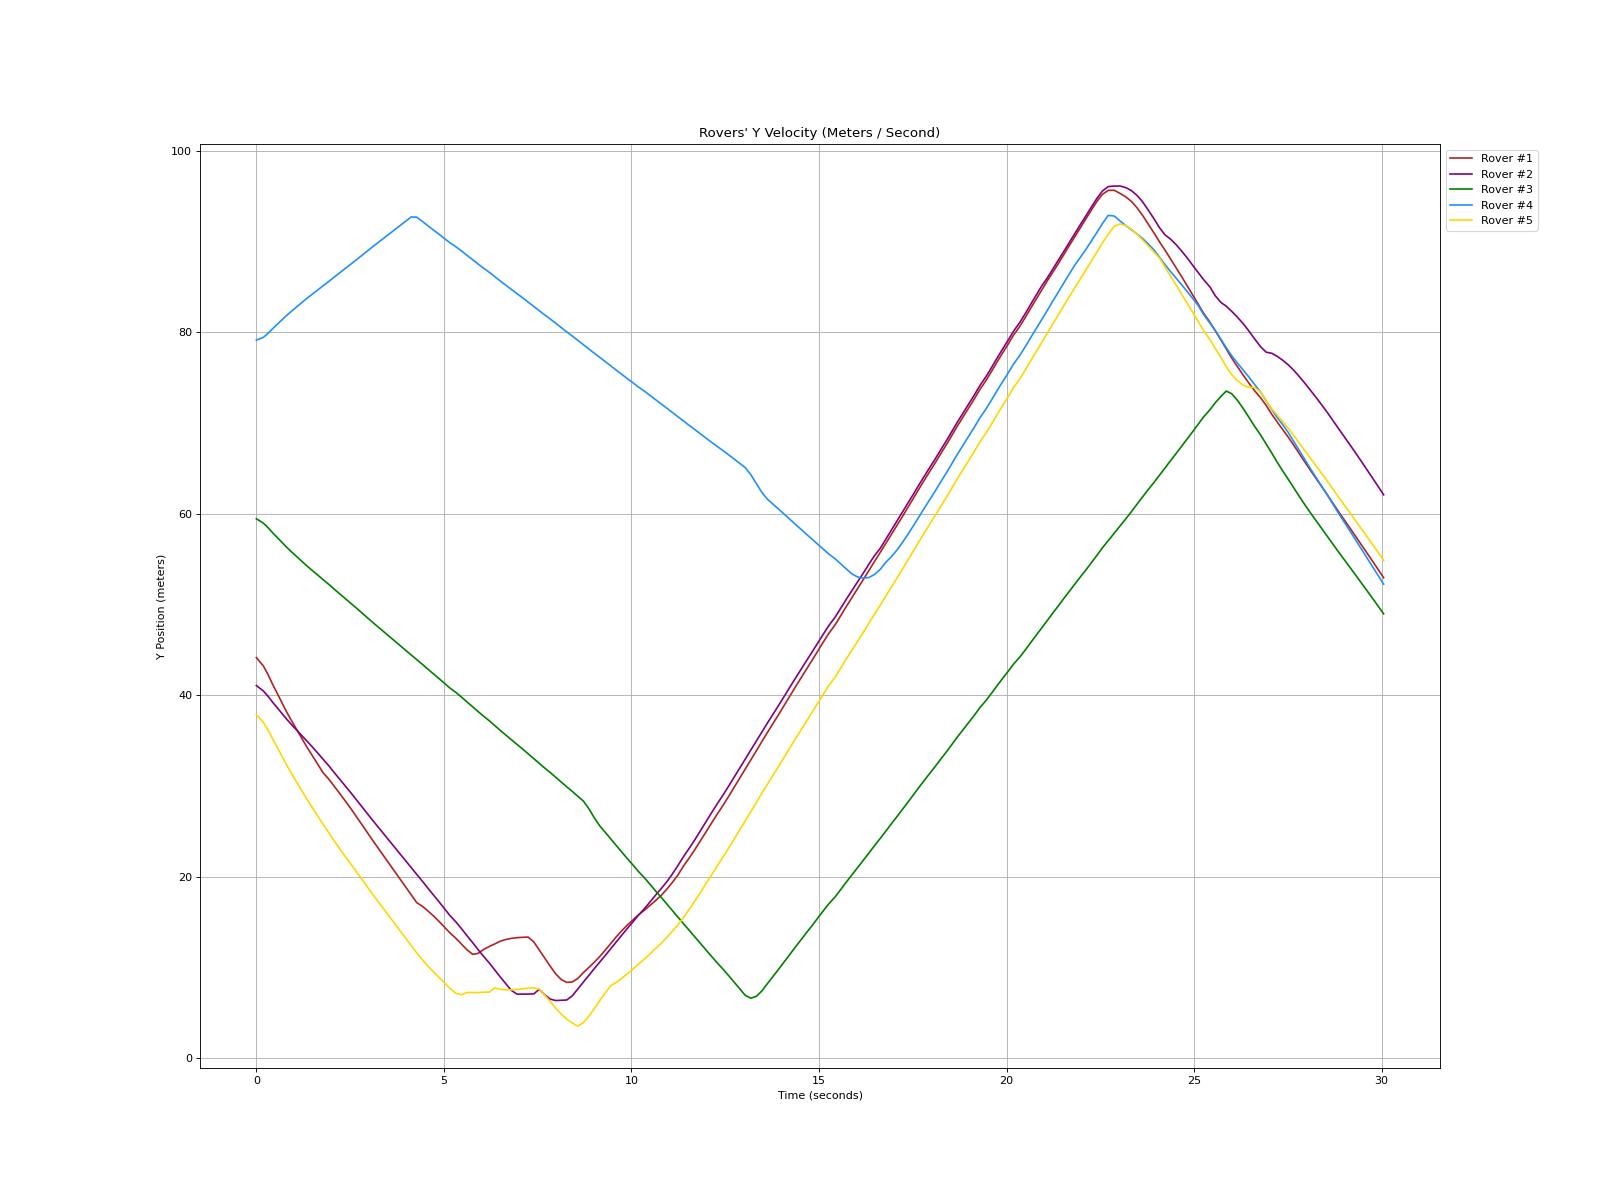 Rovers' Y Velocity (Meters / Second)
100
80
60
40
20
0
Y Position (meters)
0 5 10 15 20 25 30
Time (seconds)
Rover #1
Rover #2
Rover #3
Rover #4
Rover #5